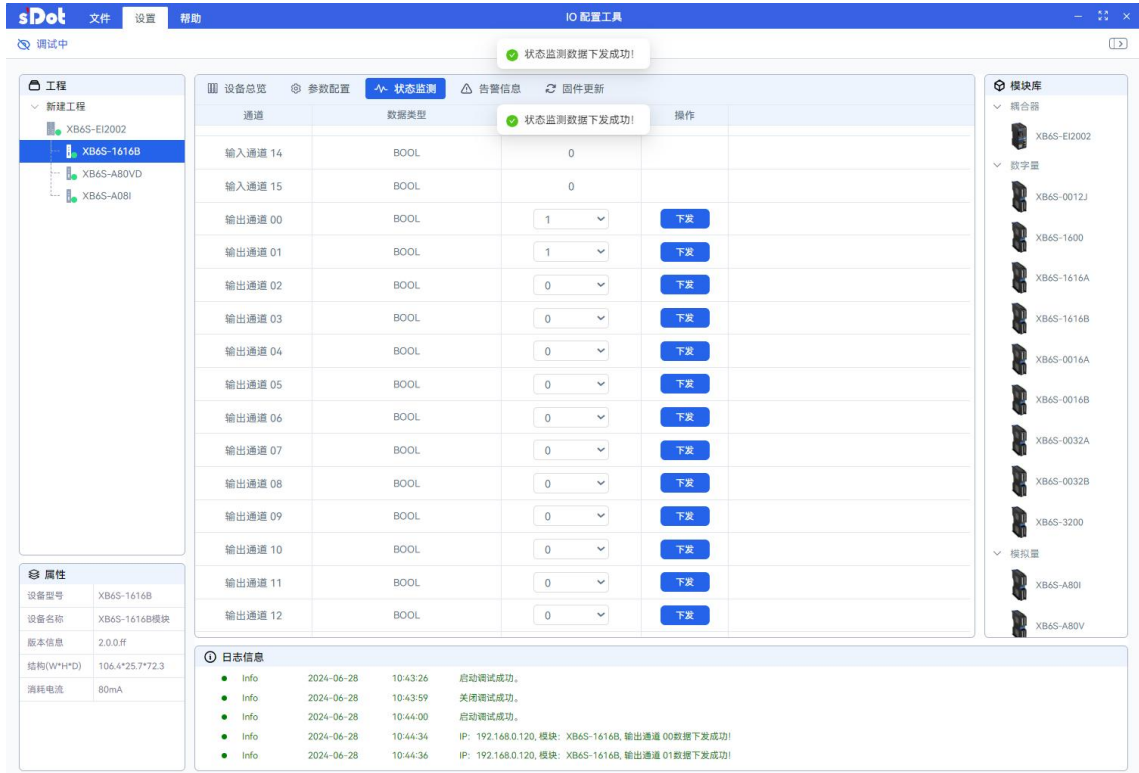 sDot 文件 设置 帮助 IO 配置工具
调试中
状态监测数据下发成功!
工程
新建工程
XB6S-EI2002
XB6S-1616B
XB6S-A80VD
XB6S-A08I
设备总览 参数配置 状态监测 告警信息 固件更新
通道 数据类型 操作
状态监测数据下发成功!
输入通道 14 BOOL 0
输入通道 15 BOOL 0
输出通道 00 BOOL 1 下发
输出通道 01 BOOL 1 下发
输出通道 02 BOOL 0 下发
输出通道 03 BOOL 0 下发
输出通道 04 BOOL 0 下发
输出通道 05 BOOL 0 下发
输出通道 06 BOOL 0 下发
输出通道 07 BOOL 0 下发
输出通道 08 BOOL 0 下发
输出通道 09 BOOL 0 下发
输出通道 10 BOOL 0 下发
输出通道 11 BOOL 0 下发
输出通道 12 BOOL 0 下发
模块库
耦合器
XB6S-EI2002
数字量
XB6S-0012J
XB6S-1600
XB6S-1616A
XB6S-1616B
XB6S-0016A
XB6S-0016B
XB6S-0032A
XB6S-0032B
XB6S-3200
模拟量
XB6S-A80I
XB6S-A80V
属性
设备型号 XB6S-1616B
设备名称 XB6S-1616B模块
版本信息 2.0.0.ff
结构(W*H*D) 106.4*25.7*72.3
消耗电流 80mA
日志信息
Info 2024-06-28 10:43:26 启动调试成功。
Info 2024-06-28 10:43:59 关闭调试成功。
Info 2024-06-28 10:44:00 启动调试成功。
Info 2024-06-28 10:44:34 IP: 192.168.0.120, 模块: XB6S-1616B, 输出通道 00数据下发成功!
Info 2024-06-28 10:44:36 IP: 192.168.0.120, 模块: XB6S-1616B, 输出通道 01数据下发成功!